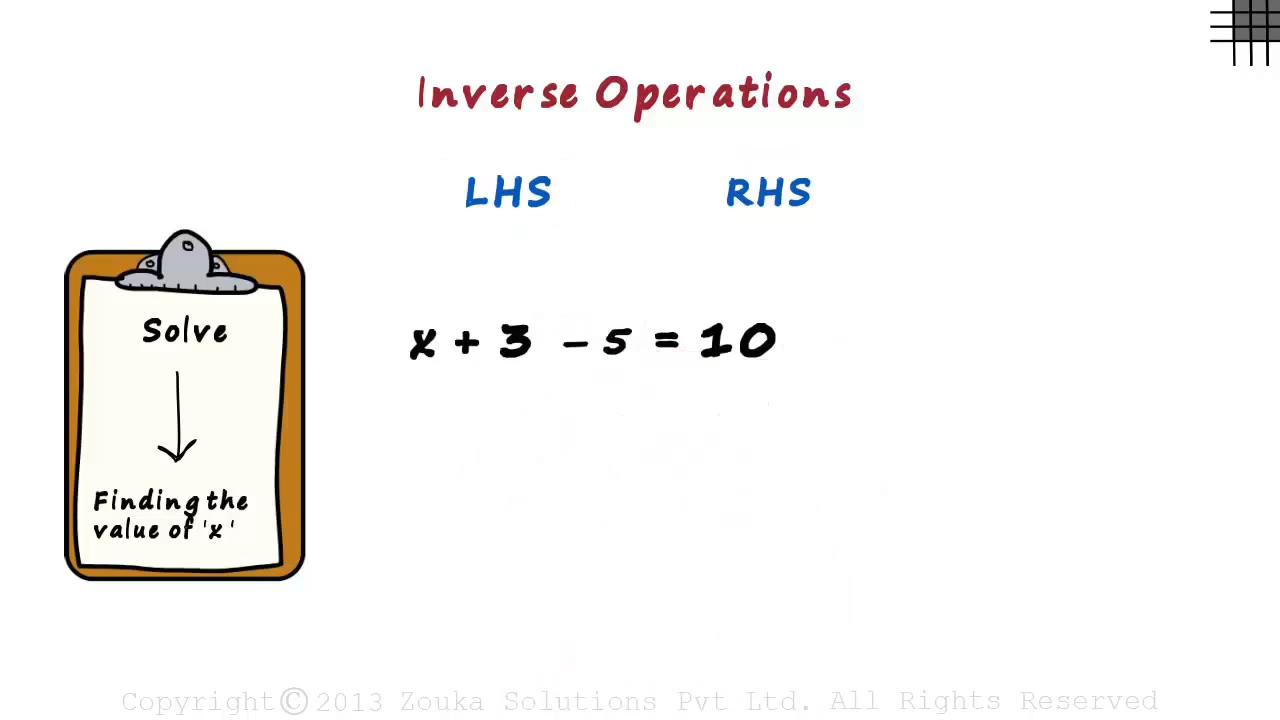 Inverse Operations
LHS RHS
Solve
x + 3 – 5 = 10
Finding the
value of 'x'
Copyright© 2013 Zouka Solutions Pvt Ltd. All Rights Reserved